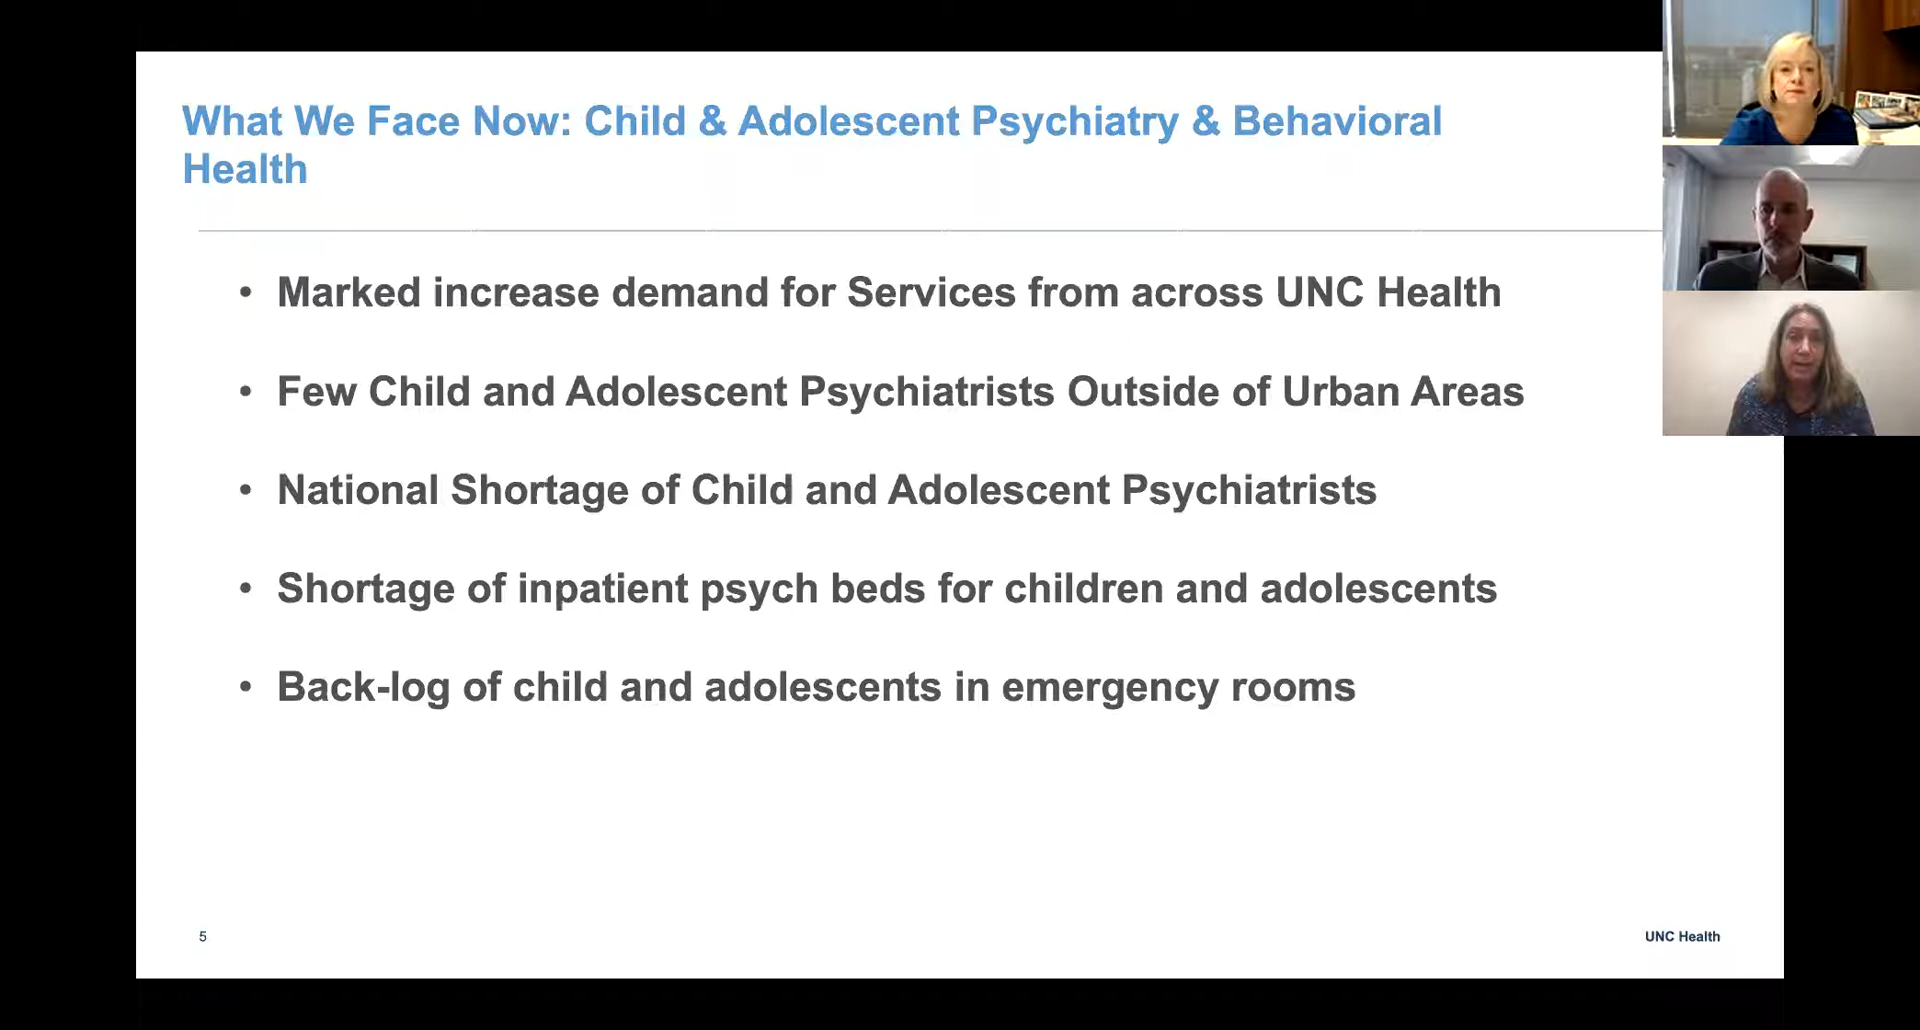 What We Face Now: Child & Adolescent Psychiatry & Behavioral
Health
• Marked increase demand for Services from across UNC Health
• Few Child and Adolescent Psychiatrists Outside of Urban Areas
• National Shortage of Child and Adolescent Psychiatrists
• Shortage of inpatient psych beds for children and adolescents
• Back-log of child and adolescents in emergency rooms
5
UNC Health